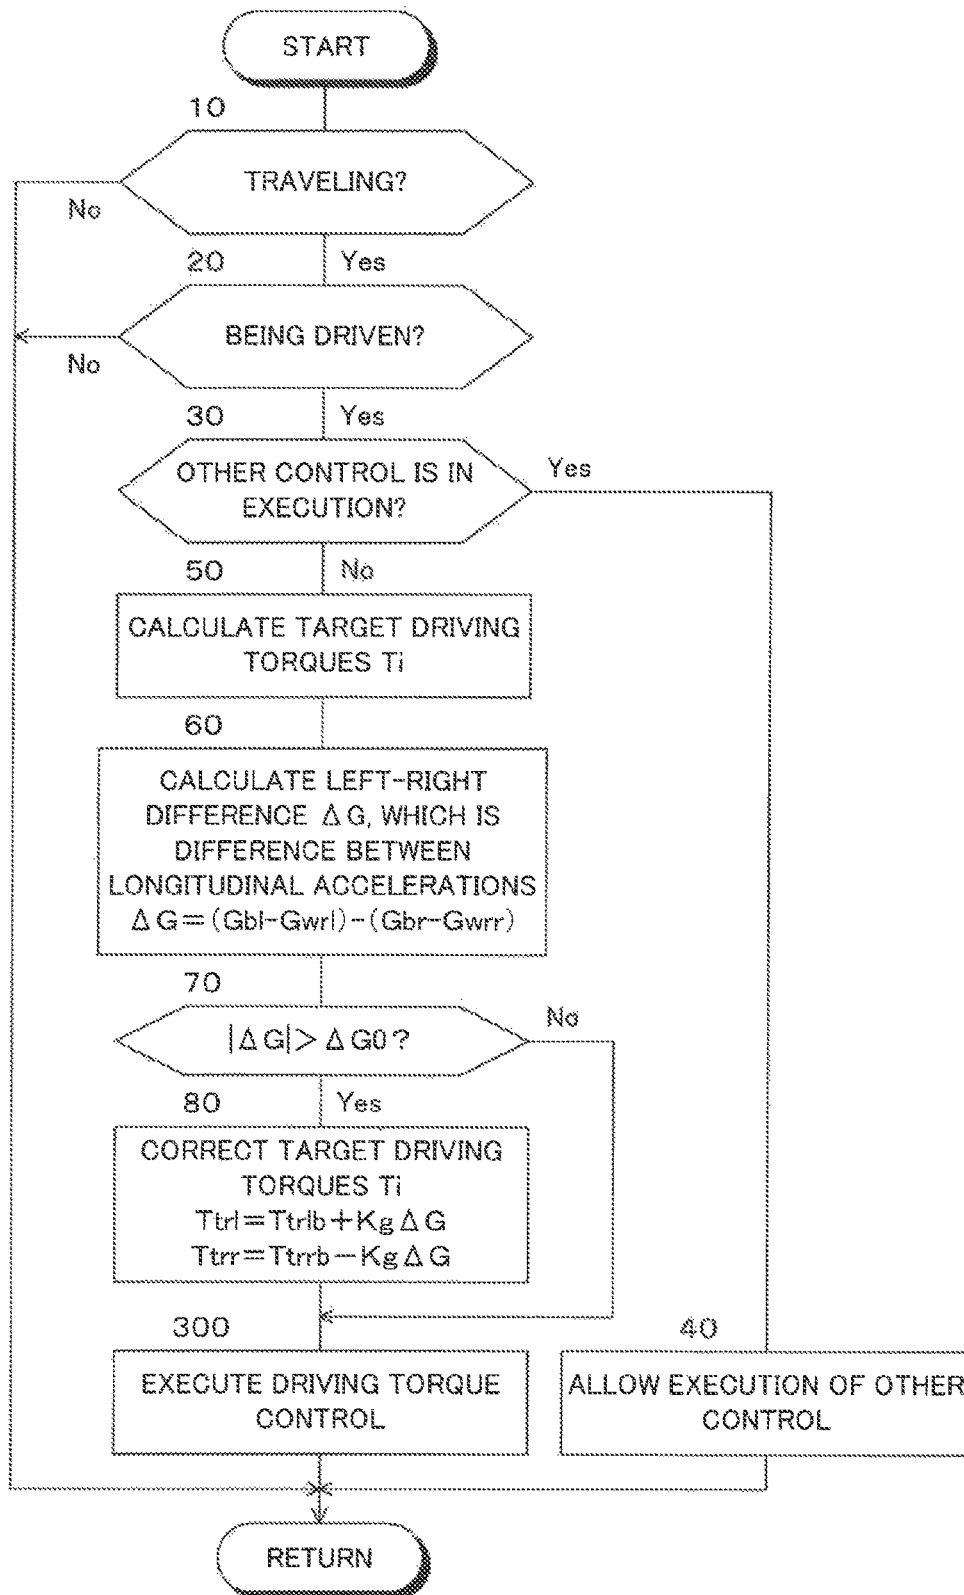 START
10
TRAVELING?
No
20
Yes
BEING DRIVEN?
No
30
Yes
OTHER CONTROL IS IN
EXECUTION?
Yes
50
No
CALCULATE TARGET DRIVING
TORQUES Ti
60
CALCULATE LEFT-RIGHT
DIFFERENCE ΔG, WHICH IS
DIFFERENCE BETWEEN
LONGITUDINAL ACCELERATIONS
ΔG=(Gbl-Gwrl)-(Gbr-Gwrr)
70
|ΔG|> ΔG0?
No
80
Yes
CORRECT TARGET DRIVING
TORQUES Ti
Ttrl=Ttrlb+KgΔG
Ttrr=Ttrrb-KgΔG
300
EXECUTE DRIVING TORQUE
CONTROL
40
ALLOW EXECUTION OF OTHER
CONTROL
RETURN